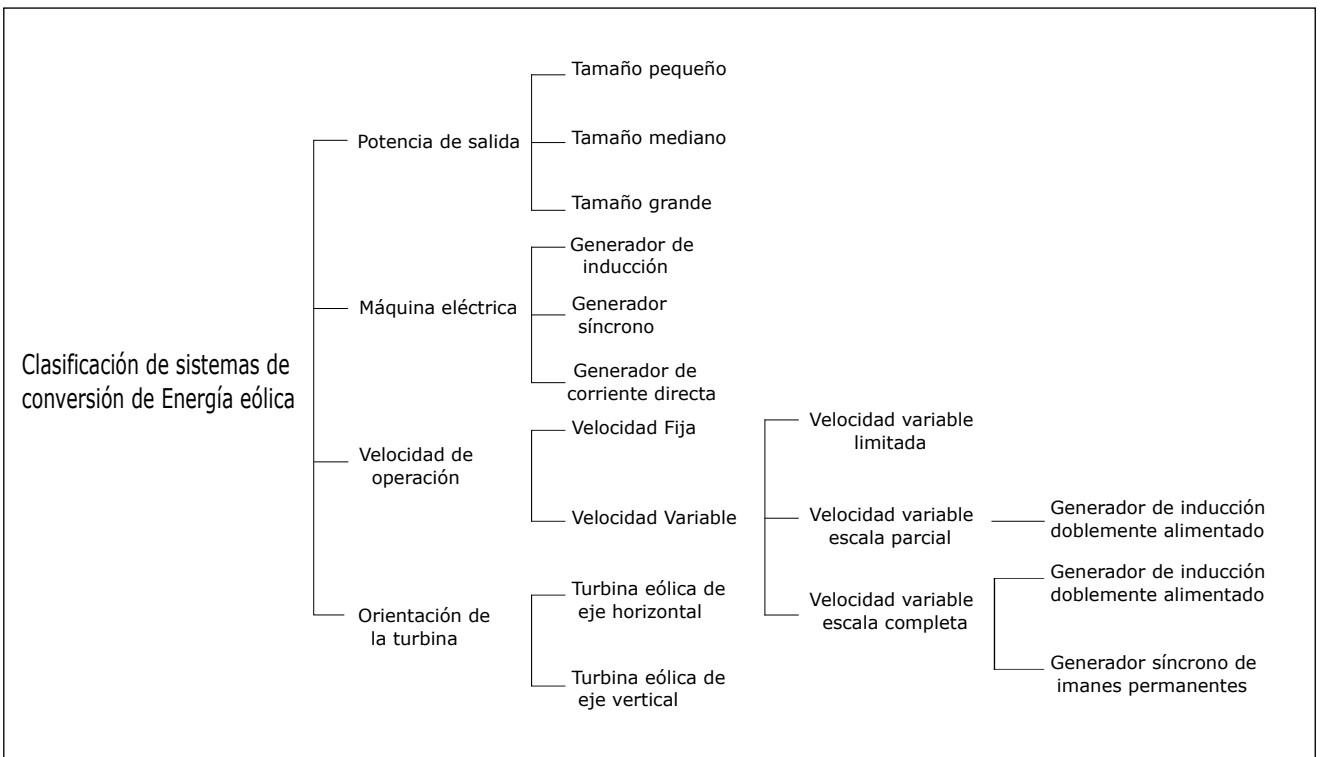 Clasificación de sistemas de
conversión de Energía eólica
Potencia de salida
Tamaño pequeño
Tamaño mediano
Tamaño grande
Máquina eléctrica
Generador de
inducción
Generador
síncrono
Generador de
corriente directa
Velocidad de
operación
Velocidad Fija
Velocidad Variable
Velocidad variable
limitada
Velocidad variable
escala parcial
Generador de inducción
doblemente alimentado
Velocidad variable
escala completa
Generador de inducción
doblemente alimentado
Generador síncrono de
imanes permanentes
Orientación de
la turbina
Turbina eólica de
eje horizontal
Turbina eólica de
eje vertical